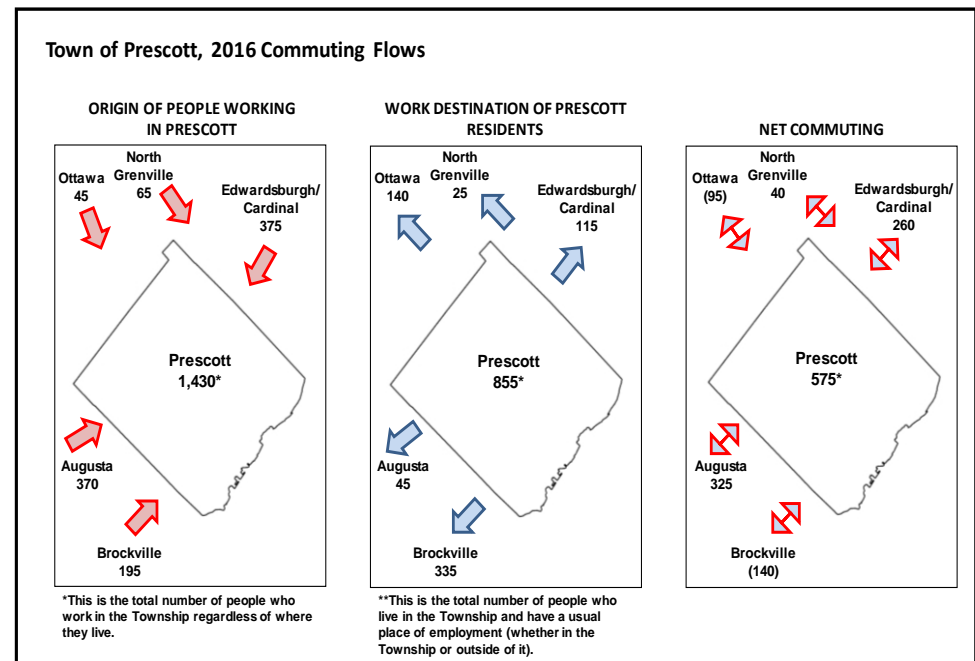 Town of Prescott, 2016 Commuting Flows
ORIGIN OF PEOPLE WORKING
IN PRESCOTT
Ottawa
45
North
Grenville
65
Edwardsburgh/
Cardinal
375
Prescott
1,430*
Augusta
370
Brockville
195
*This is the total number of people who
work in the Township regardless of where
they live.
WORK DESTINATION OF PRESCOTT
RESIDENTS
Ottawa
140
North
Grenville
25
Edwardsburgh/
Cardinal
115
Prescott
855*
Augusta
45
Brockville
335
**This is the total number of people who
live in the Township and have a usual
place of employment (whether in the
Township or outside of it).
NET COMMUTING
Ottawa
(95)
North
Grenville
40
Edwardsburgh/
Cardinal
260
Prescott
575*
Augusta
325
Brockville
(140)